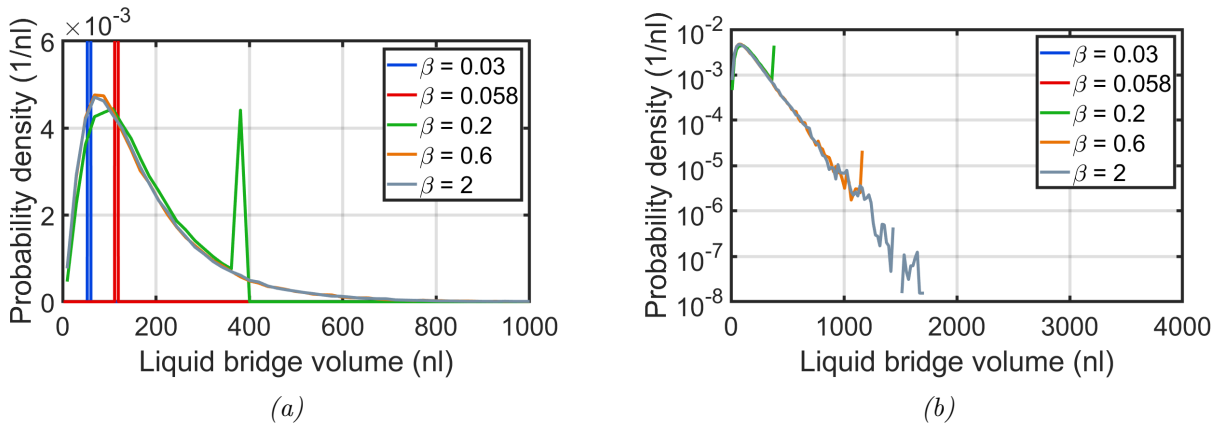 ×10⁻³
6
4
2
0
Probability density (1/nl)
β = 0.03
β = 0.058
β = 0.2
β = 0.6
β = 2
0 200 400 600 800 1000
Liquid bridge volume (nl)
(a)
10⁻²
10⁻³
10⁻⁴
10⁻⁵
10⁻⁶
10⁻⁷
10⁻⁸
Probability density (1/nl)
β = 0.03
β = 0.058
β = 0.2
β = 0.6
β = 2
0 1000 2000 3000 4000
Liquid bridge volume (nl)
(b)